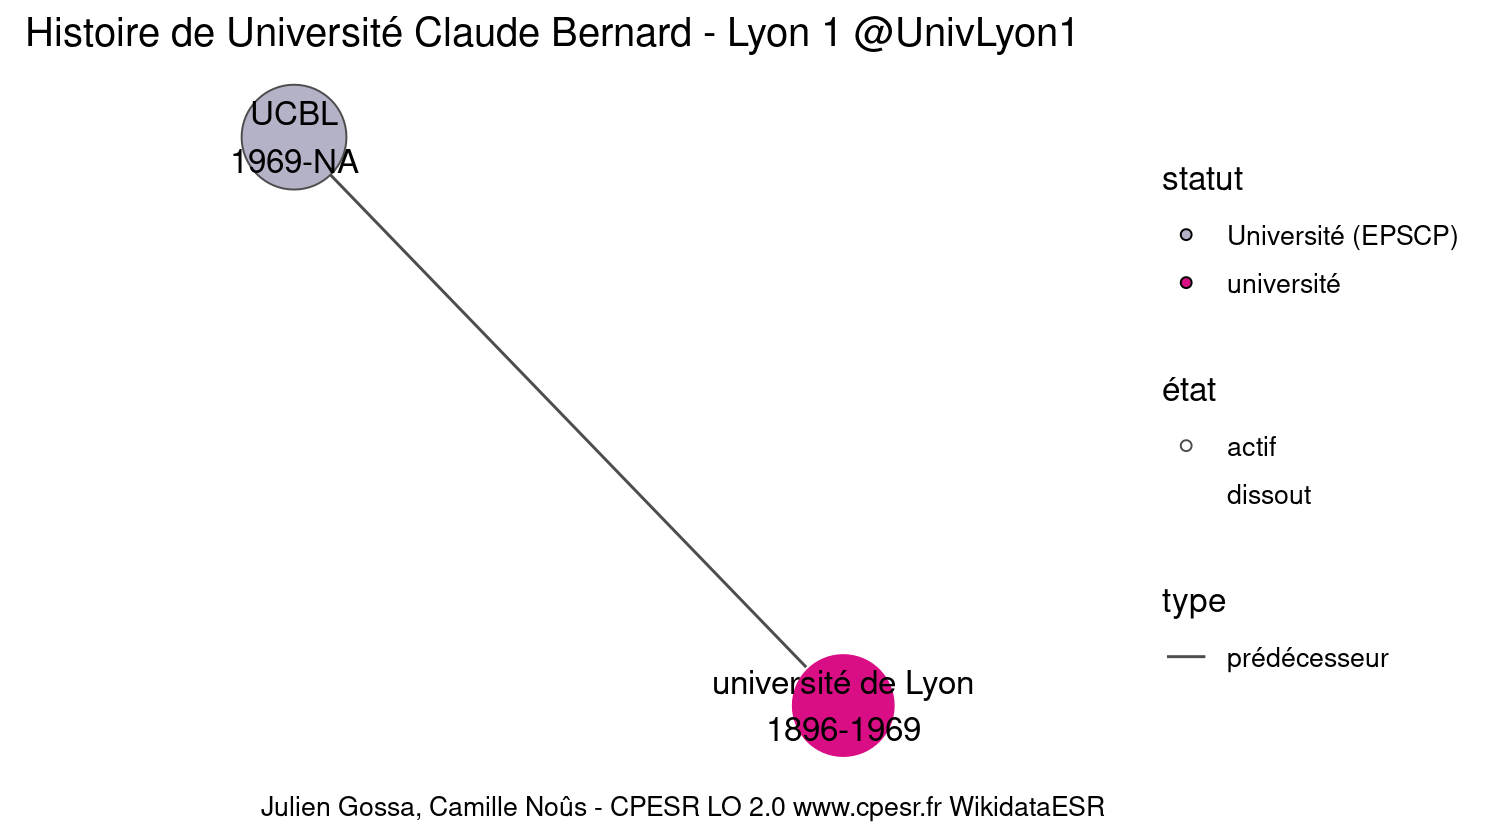 Histoire de Université Claude Bernard - Lyon 1 @UnivLyon1
UCBL
1969-NA
université de Lyon
1896-1969
statut
Université (EPSCP)
université
état
actif
dissout
type
prédécesseur
Julien Gossa, Camille Noûs - CPESR LO 2.0 www.cpesr.fr WikidataESR